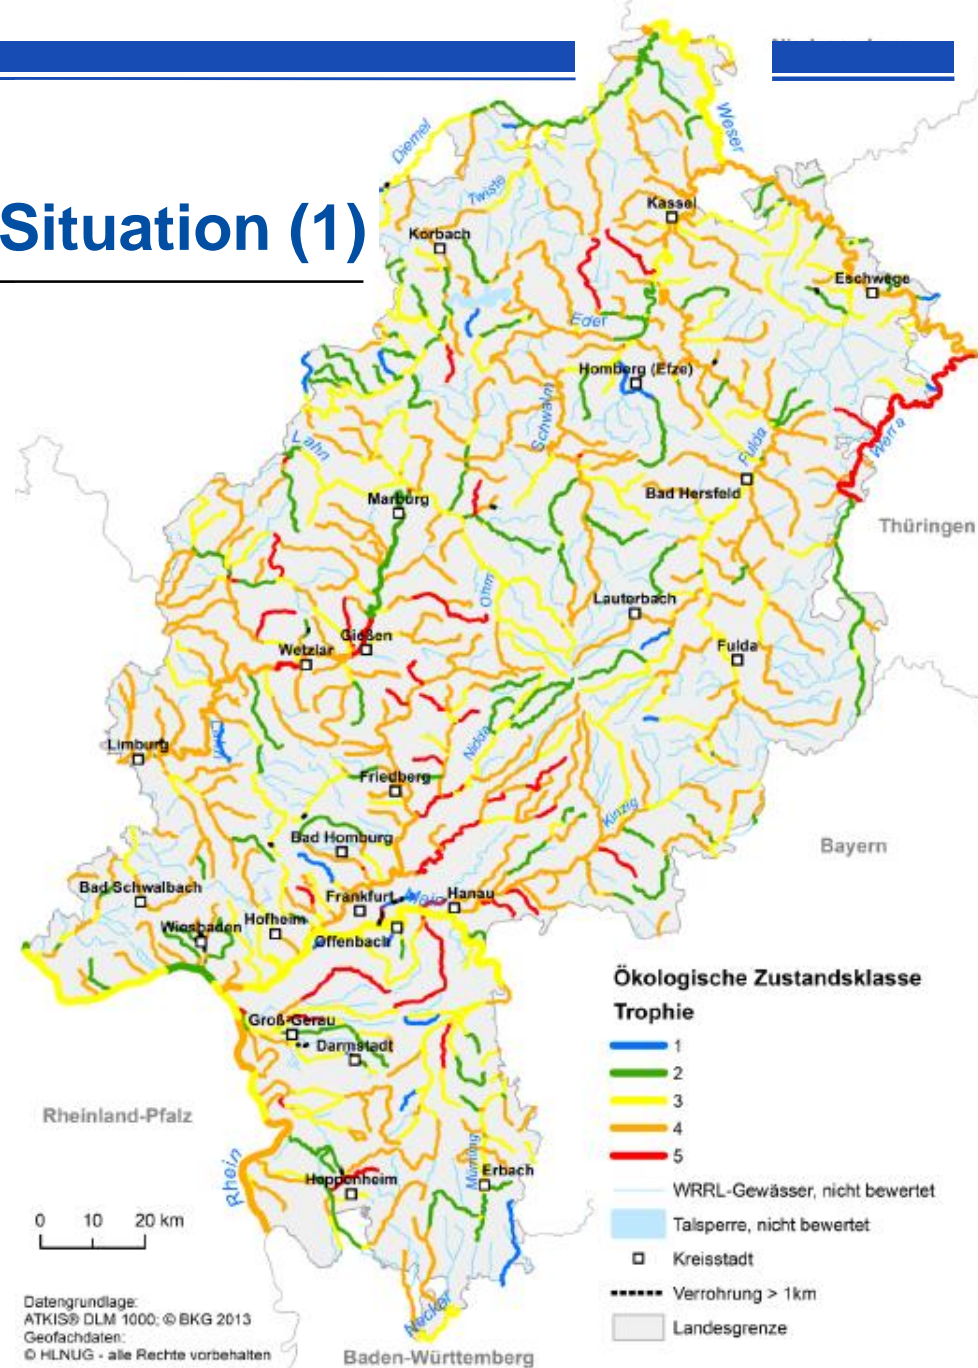 Situation (1)
Diemel
Weser
Twiste
Kassel
Korbach
Eschwege
Eder
Homberg (Efze)
Schwalm
Werra
Fulda
Lahn
Bad Hersfeld
Marburg
Thüringen
Ohm
Lauterbach
Gießen
Wetzlar
Fulda
Lahn
Nidda
Limburg
Friedberg
Kinzig
Bad Homburg
Bayern
Bad Schwalbach
Frankfurt
Main
Hanau
Wiesbaden
Hofheim
Offenbach
Ökologische Zustandsklasse
Trophie
Groß-Gerau
Darmstadt
1
2
3
4
5
Rheinland-Pfalz
Rhein
Mümling
Erbach
Heppenheim
WRRL-Gewässer, nicht bewertet
Talsperre, nicht bewertet
Kreisstadt
Verrohrung > 1km
Landesgrenze
0 10 20 km
Neckar
Datengrundlage:
ATKIS® DLM 1000; © BKG 2013
Geofachdaten:
© HLNUG - alle Rechte vorbehalten
Baden-Württemberg